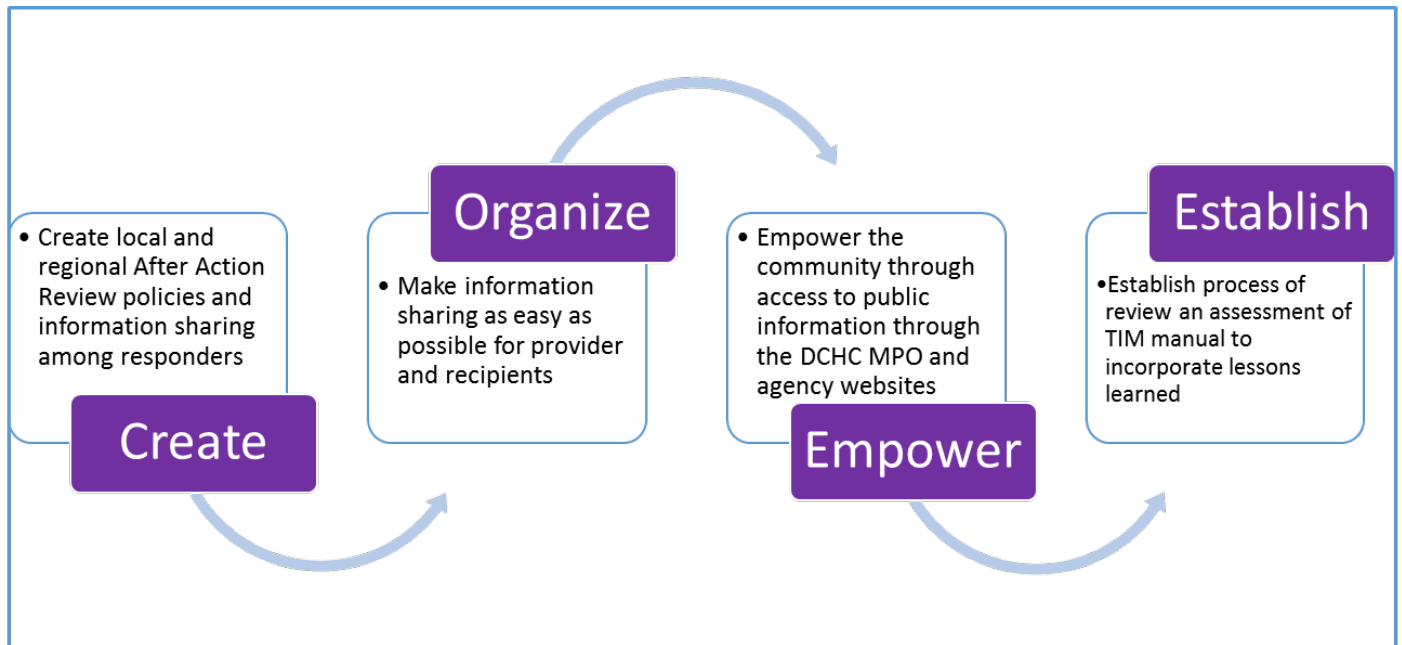 • Create local and
regional After Action
Review policies and
information sharing
among responders
Create
Organize
• Make information
sharing as easy as
possible for provider
and recipients
• Empower the
community through
access to public
information through
the DCHC MPO and
agency websites
Empower
Establish
•Establish process of
review an assessment of
TIM manual to
incorporate lessons
learned